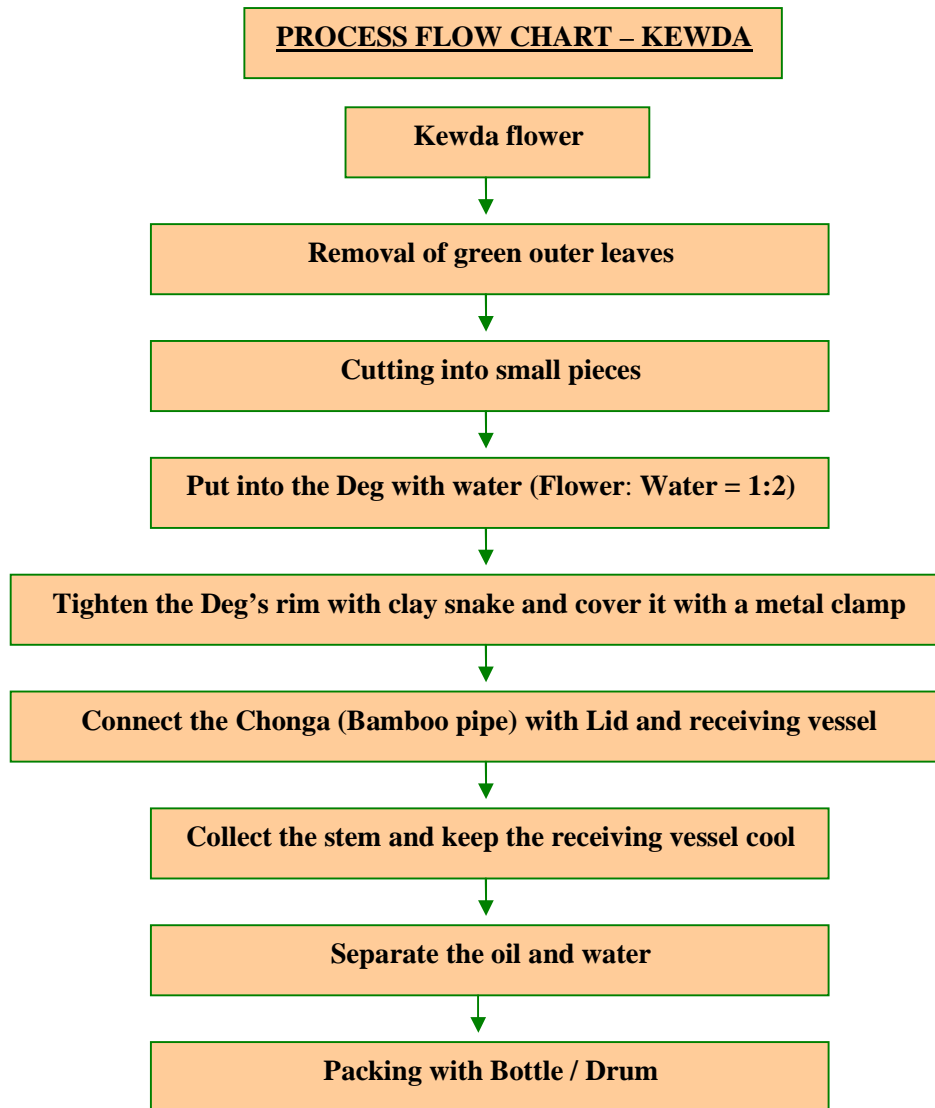 PROCESS FLOW CHART – KEWDA
Kewda flower
Removal of green outer leaves
Cutting into small pieces
Put into the Deg with water (Flower: Water = 1:2)
Tighten the Deg's rim with clay snake and cover it with a metal clamp
Connect the Chonga (Bamboo pipe) with Lid and receiving vessel
Collect the stem and keep the receiving vessel cool
Separate the oil and water
Packing with Bottle / Drum